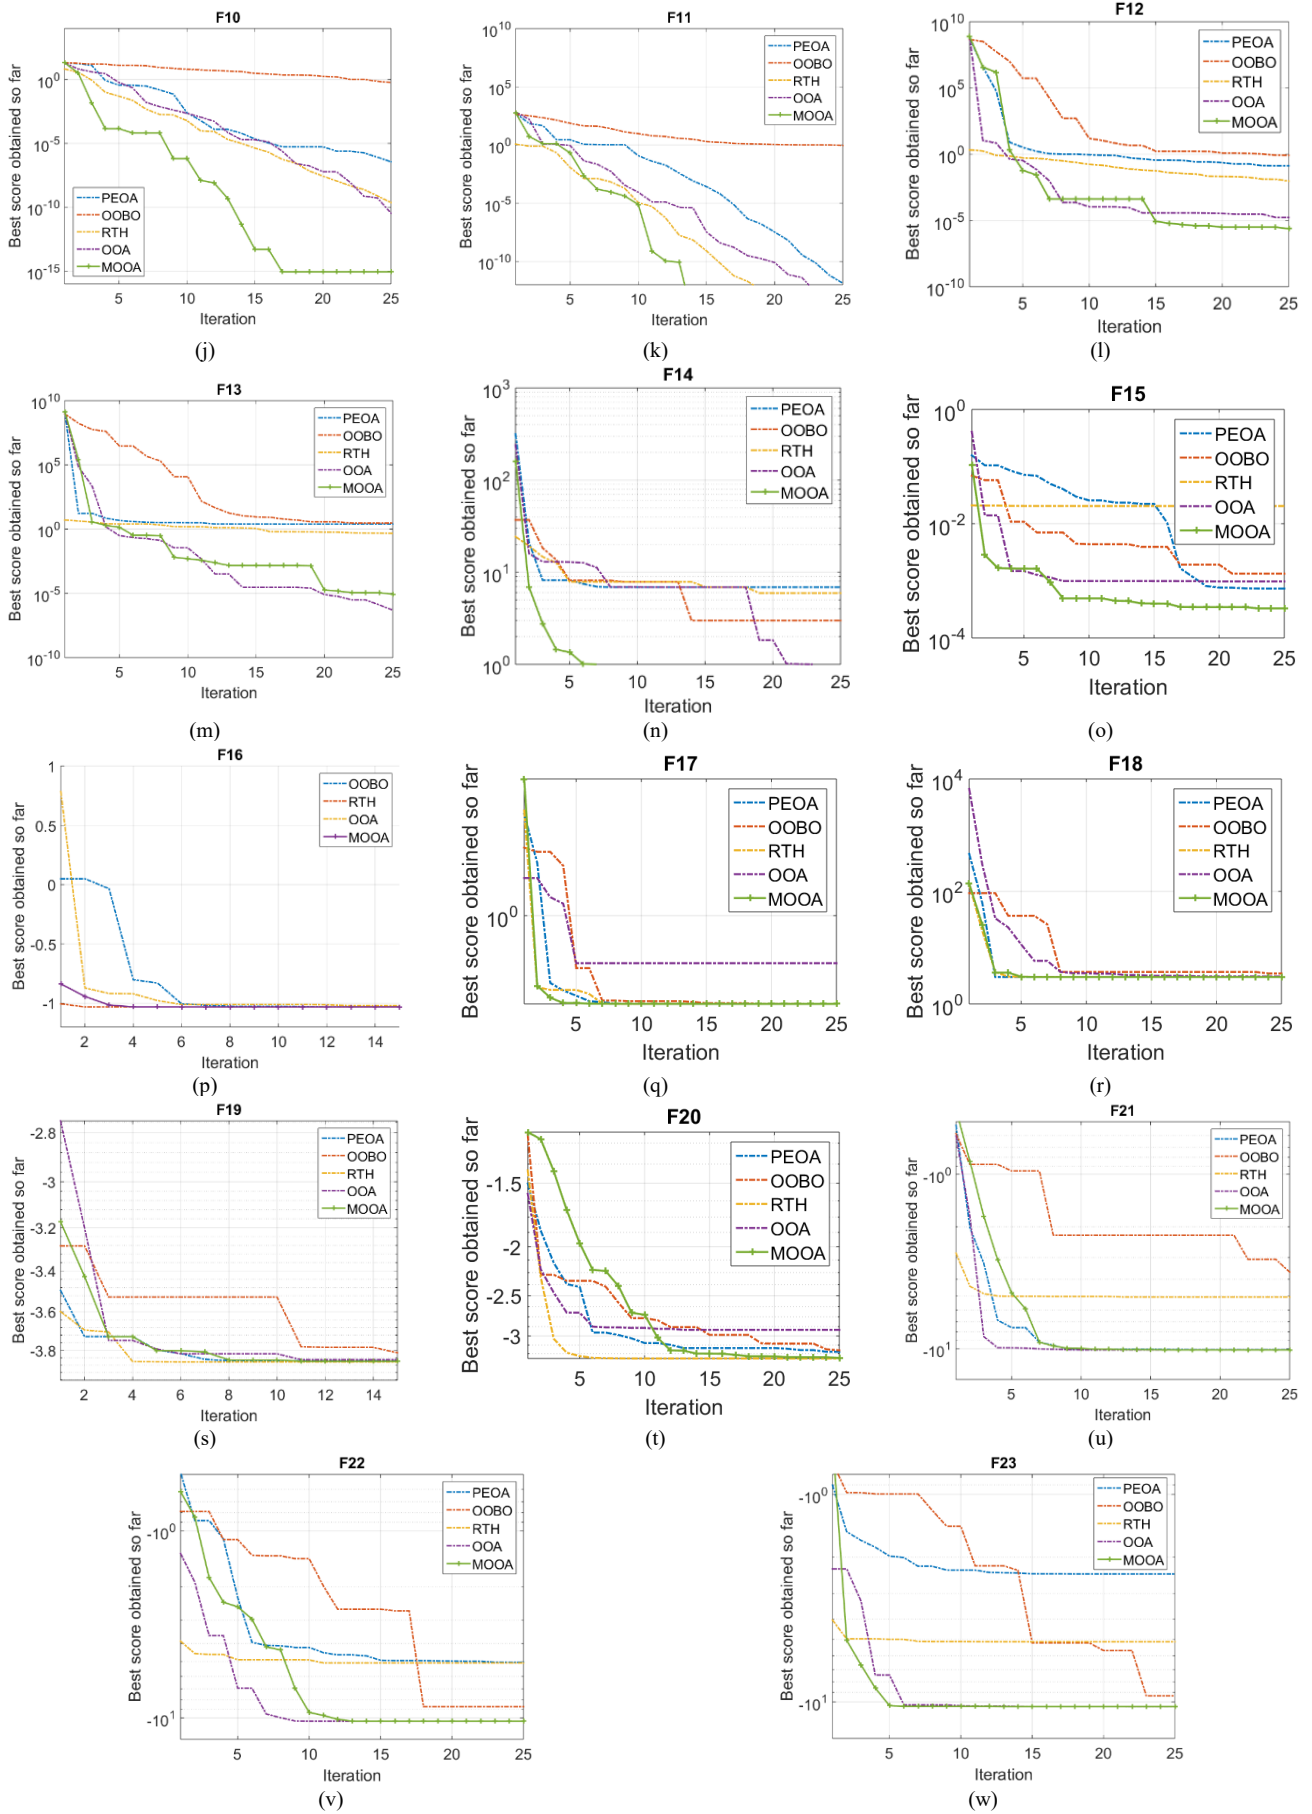 F10
Best score obtained so far
10^0
10^-5
10^-10
10^-15
PEOA
OOBO
RTH
OOA
MOOA
5 10 15 20 25
Iteration
(j)
F11
Best score obtained so far
10^10
10^5
10^0
10^-5
10^-10
PEOA
OOBO
RTH
OOA
MOOA
5 10 15 20 25
Iteration
(k)
F12
Best score obtained so far
10^10
10^5
10^0
10^-5
10^-10
PEOA
OOBO
RTH
OOA
MOOA
5 10 15 20 25
Iteration
(l)
F13
Best score obtained so far
10^10
10^5
10^0
10^-5
10^-10
PEOA
OOBO
RTH
OOA
MOOA
5 10 15 20 25
Iteration
(m)
F14
Best score obtained so far
10^3
10^2
10^1
10^0
PEOA
OOBO
RTH
OOA
MOOA
5 10 15 20 25
Iteration
(n)
F15
Best score obtained so far
10^0
10^-2
10^-4
PEOA
OOBO
RTH
OOA
MOOA
5 10 15 20 25
Iteration
(o)
F16
Best score obtained so far
1
0.5
0
-0.5
-1
OOBO
RTH
OOA
MOOA
2 4 6 8 10 12 14
Iteration
(p)
F17
Best score obtained so far
10^0
PEOA
OOBO
RTH
OOA
MOOA
5 10 15 20 25
Iteration
(q)
F18
Best score obtained so far
10^4
10^2
10^0
PEOA
OOBO
RTH
OOA
MOOA
5 10 15 20 25
Iteration
(r)
F19
Best score obtained so far
-2.8
-3
-3.2
-3.4
-3.6
-3.8
PEOA
OOBO
RTH
OOA
MOOA
2 4 6 8 10 12 14
Iteration
(s)
F20
Best score obtained so far
-1.5
-2
-2.5
-3
PEOA
OOBO
RTH
OOA
MOOA
5 10 15 20 25
Iteration
(t)
F21
Best score obtained so far
-10^0
-10^1
PEOA
OOBO
RTH
OOA
MOOA
5 10 15 20 25
Iteration
(u)
F22
Best score obtained so far
-10^0
-10^1
PEOA
OOBO
RTH
OOA
MOOA
5 10 15 20 25
Iteration
(v)
F23
Best score obtained so far
-10^0
-10^1
PEOA
OOBO
RTH
OOA
MOOA
5 10 15 20 25
Iteration
(w)